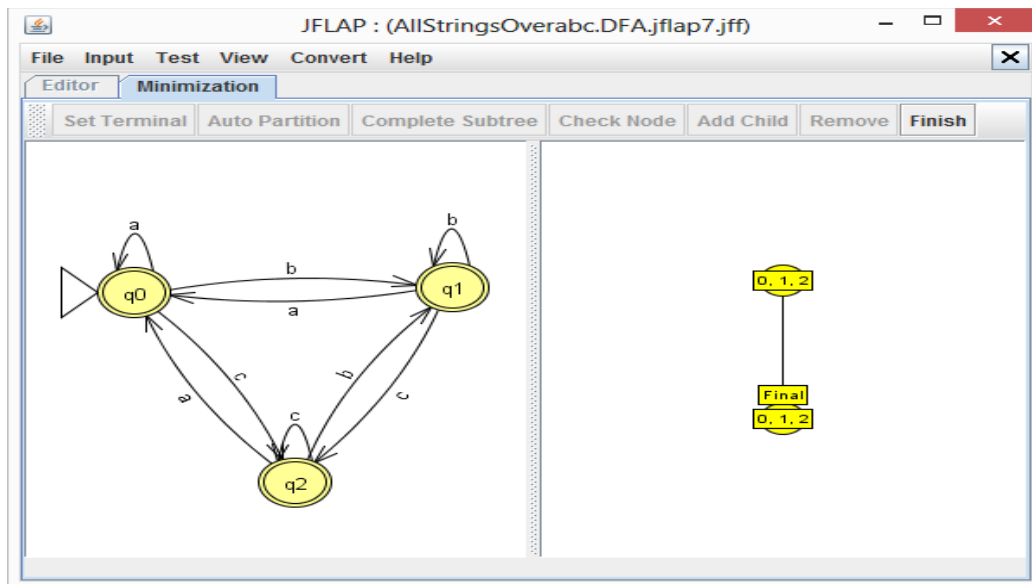 JFLAP : (AllStringsOverabc.DFA.jflap7.jff)
File Input Test View Convert Help
Editor Minimization
Set Terminal Auto Partition Complete Subtree Check Node Add Child Remove Finish
a
b
q0
b
a
q1
0, 1, 2
c
a
b
c
Final
0, 1, 2
c
q2